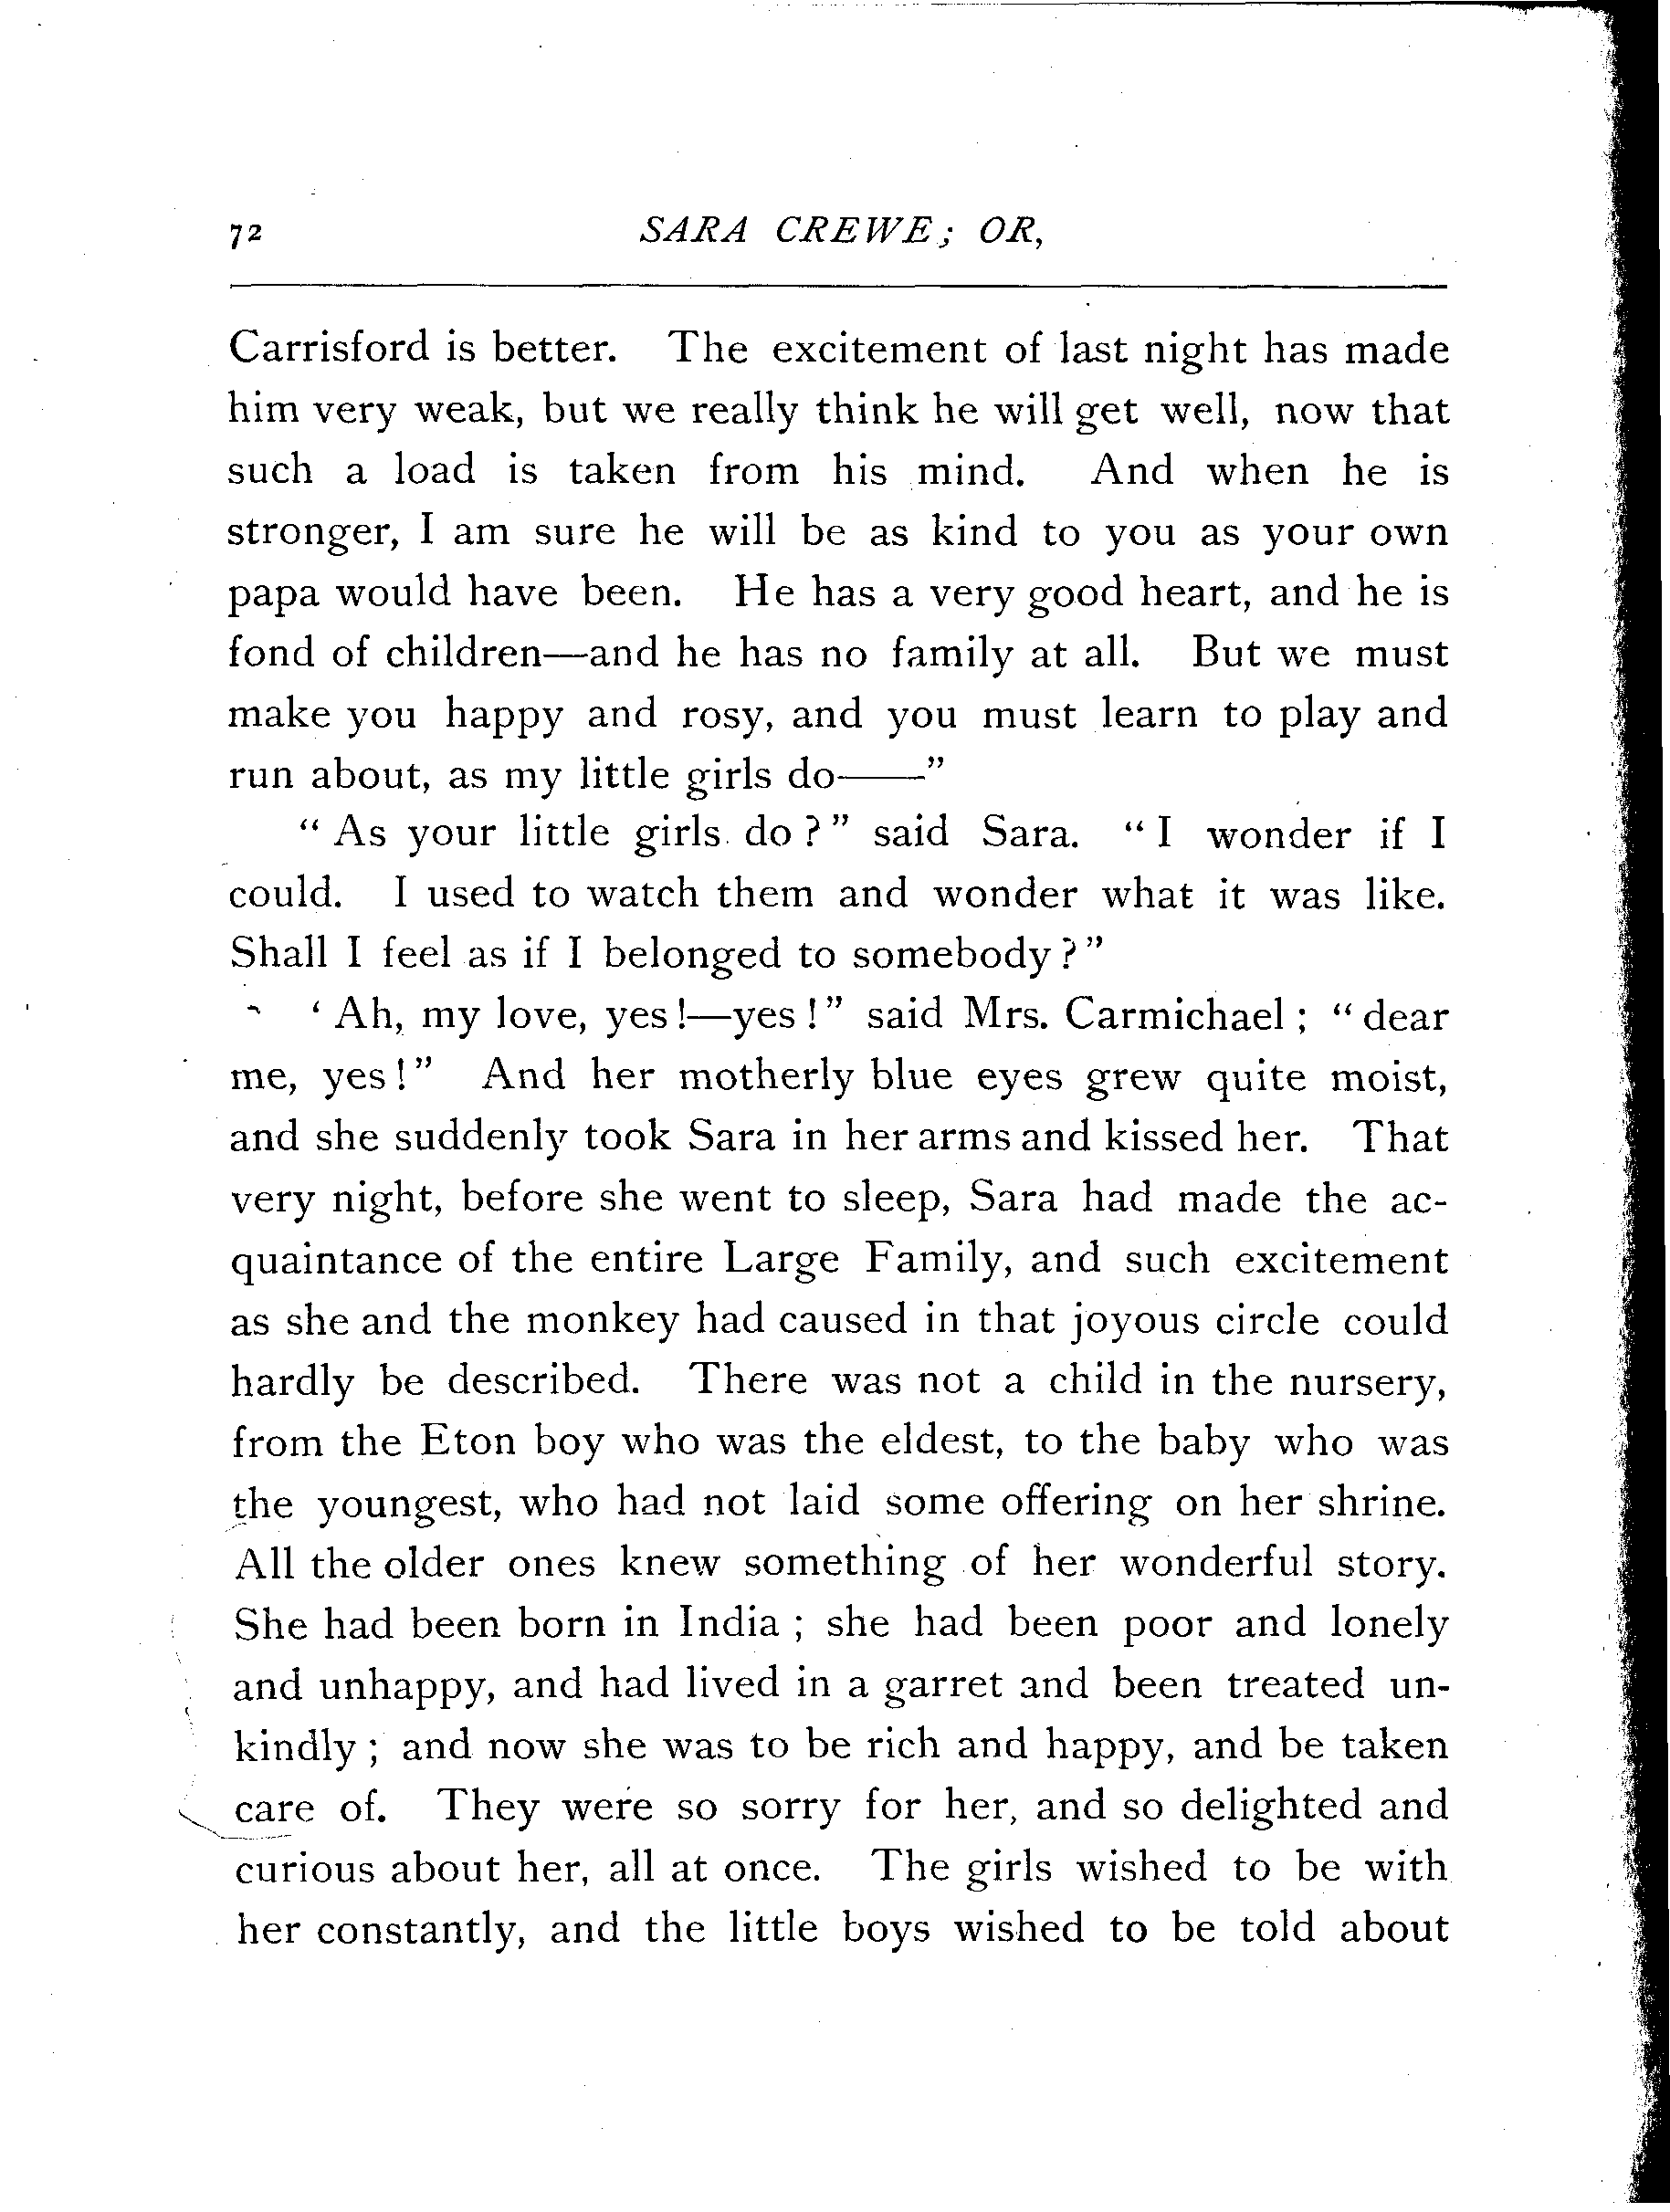 72 SARA CREWE; OR,
Carrisford is better. The excitement of last night has made
him very weak, but we really think he will get well, now that
such a load is taken from his mind. And when he is
stronger, I am sure he will be as kind to you as your own
papa would have been. He has a very good heart, and he is
fond of children—and he has no family at all. But we must
make you happy and rosy, and you must learn to play and
run about, as my little girls do——"
"As your little girls do?" said Sara. "I wonder if I
could. I used to watch them and wonder what it was like.
Shall I feel as if I belonged to somebody?"
'Ah, my love, yes!—yes!" said Mrs. Carmichael; "dear
me, yes!" And her motherly blue eyes grew quite moist,
and she suddenly took Sara in her arms and kissed her. That
very night, before she went to sleep, Sara had made the ac-
quaintance of the entire Large Family, and such excitement
as she and the monkey had caused in that joyous circle could
hardly be described. There was not a child in the nursery,
from the Eton boy who was the eldest, to the baby who was
the youngest, who had not laid some offering on her shrine.
All the older ones knew something of her wonderful story.
She had been born in India; she had been poor and lonely
and unhappy, and had lived in a garret and been treated un-
kindly; and now she was to be rich and happy, and be taken
care of. They were so sorry for her, and so delighted and
curious about her, all at once. The girls wished to be with
her constantly, and the little boys wished to be told about